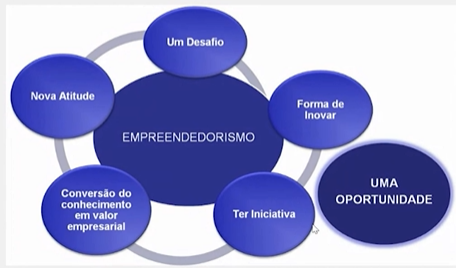 Um Desafio
Nova Atitude
Forma de
Inovar
EMPREENDEDORISMO
UMA
OPORTUNIDADE
Conversão do
conhecimento
em valor
empresarial
Ter Iniciativa